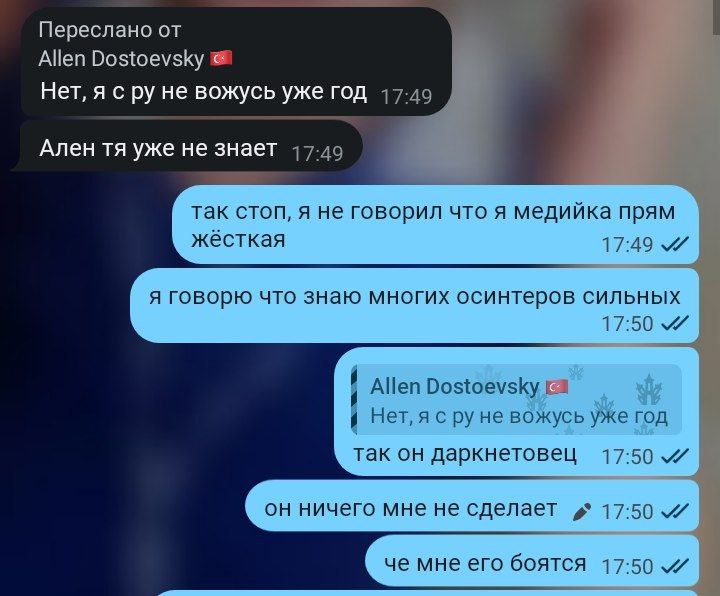 Переслано от
Allen Dostoevsky 🇹🇷
Нет, я с ру не вожусь уже год 17:49
Ален тя уже не знает 17:49
так стоп, я не говорил что я медийка прям
жёсткая 17:49
я говорю что знаю многих осинтеров сильных
17:50
Allen Dostoevsky 🇹🇷
Нет, я с ру не вожусь уже год
так он даркнетовец 17:50
он ничего мне не сделает 17:50
че мне его боятся 17:50